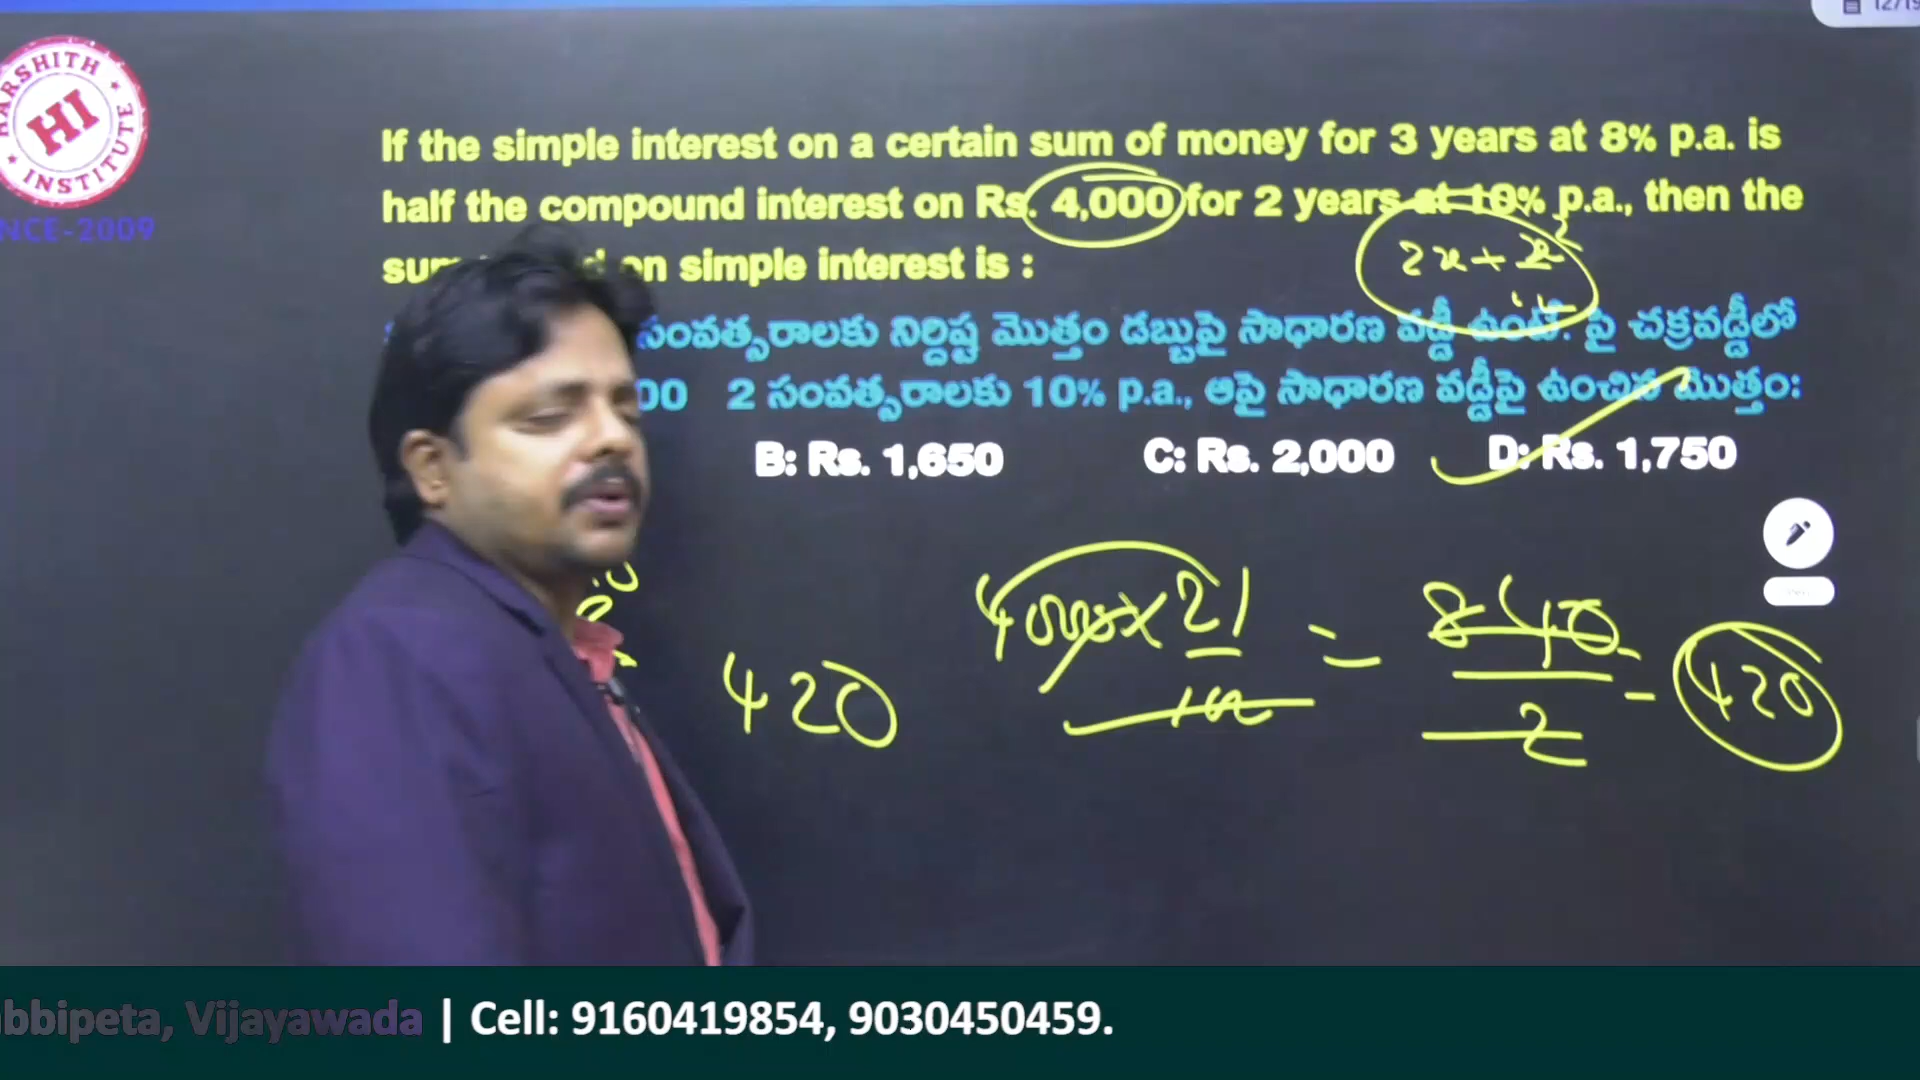 12/19
HARSHITH
HI
INSTITUTE
NCE-2009
If the simple interest on a certain sum of money for 3 years at 8% p.a. is
half the compound interest on Rs. 4,000 for 2 years at 10% p.a., then the
on simple interest is :
2x+
సంవత్సరాలకు నిర్దిష్ట మొత్తం డబ్బుపై సాధారణ వడ్డీ పై చక్రవడ్డీలో
00 2 సంవత్సరాలకు 10% p.a., ఆపై సాధారణ వడ్డీపై ఉంచిన మొత్తం:
B: Rs. 1,650 C: Rs. 2,000 D: Rs. 1,750
4000×21 = 840 = 420
100 2
420
bbipeta, Vijayawada | Cell: 9160419854, 9030450459.